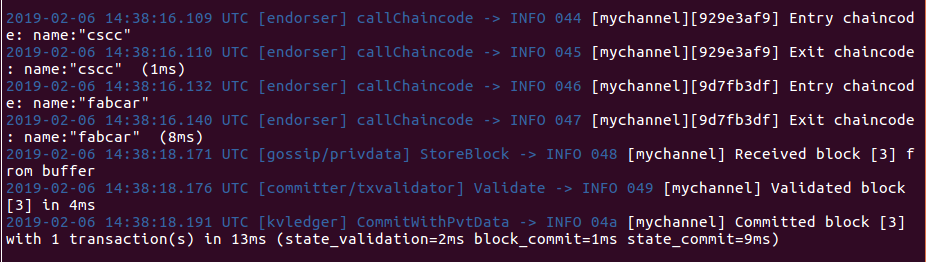 2019-02-06 14:38:16.109 UTC [endorser] callChaincode -> INFO 044 [mychannel][929e3af9] Entry chaincod
e: name:"cscc"
2019-02-06 14:38:16.110 UTC [endorser] callChaincode -> INFO 045 [mychannel][929e3af9] Exit chaincode
: name:"cscc"  (1ms)
2019-02-06 14:38:16.132 UTC [endorser] callChaincode -> INFO 046 [mychannel][9d7fb3df] Entry chaincod
e: name:"fabcar"
2019-02-06 14:38:16.140 UTC [endorser] callChaincode -> INFO 047 [mychannel][9d7fb3df] Exit chaincode
: name:"fabcar"  (8ms)
2019-02-06 14:38:18.171 UTC [gossip/privdata] StoreBlock -> INFO 048 [mychannel] Received block [3] f
rom buffer
2019-02-06 14:38:18.176 UTC [committer/txvalidator] Validate -> INFO 049 [mychannel] Validated block 
[3] in 4ms
2019-02-06 14:38:18.191 UTC [kvledger] CommitWithPvtData -> INFO 04a [mychannel] Committed block [3] 
with 1 transaction(s) in 13ms (state_validation=2ms block_commit=1ms state_commit=9ms)